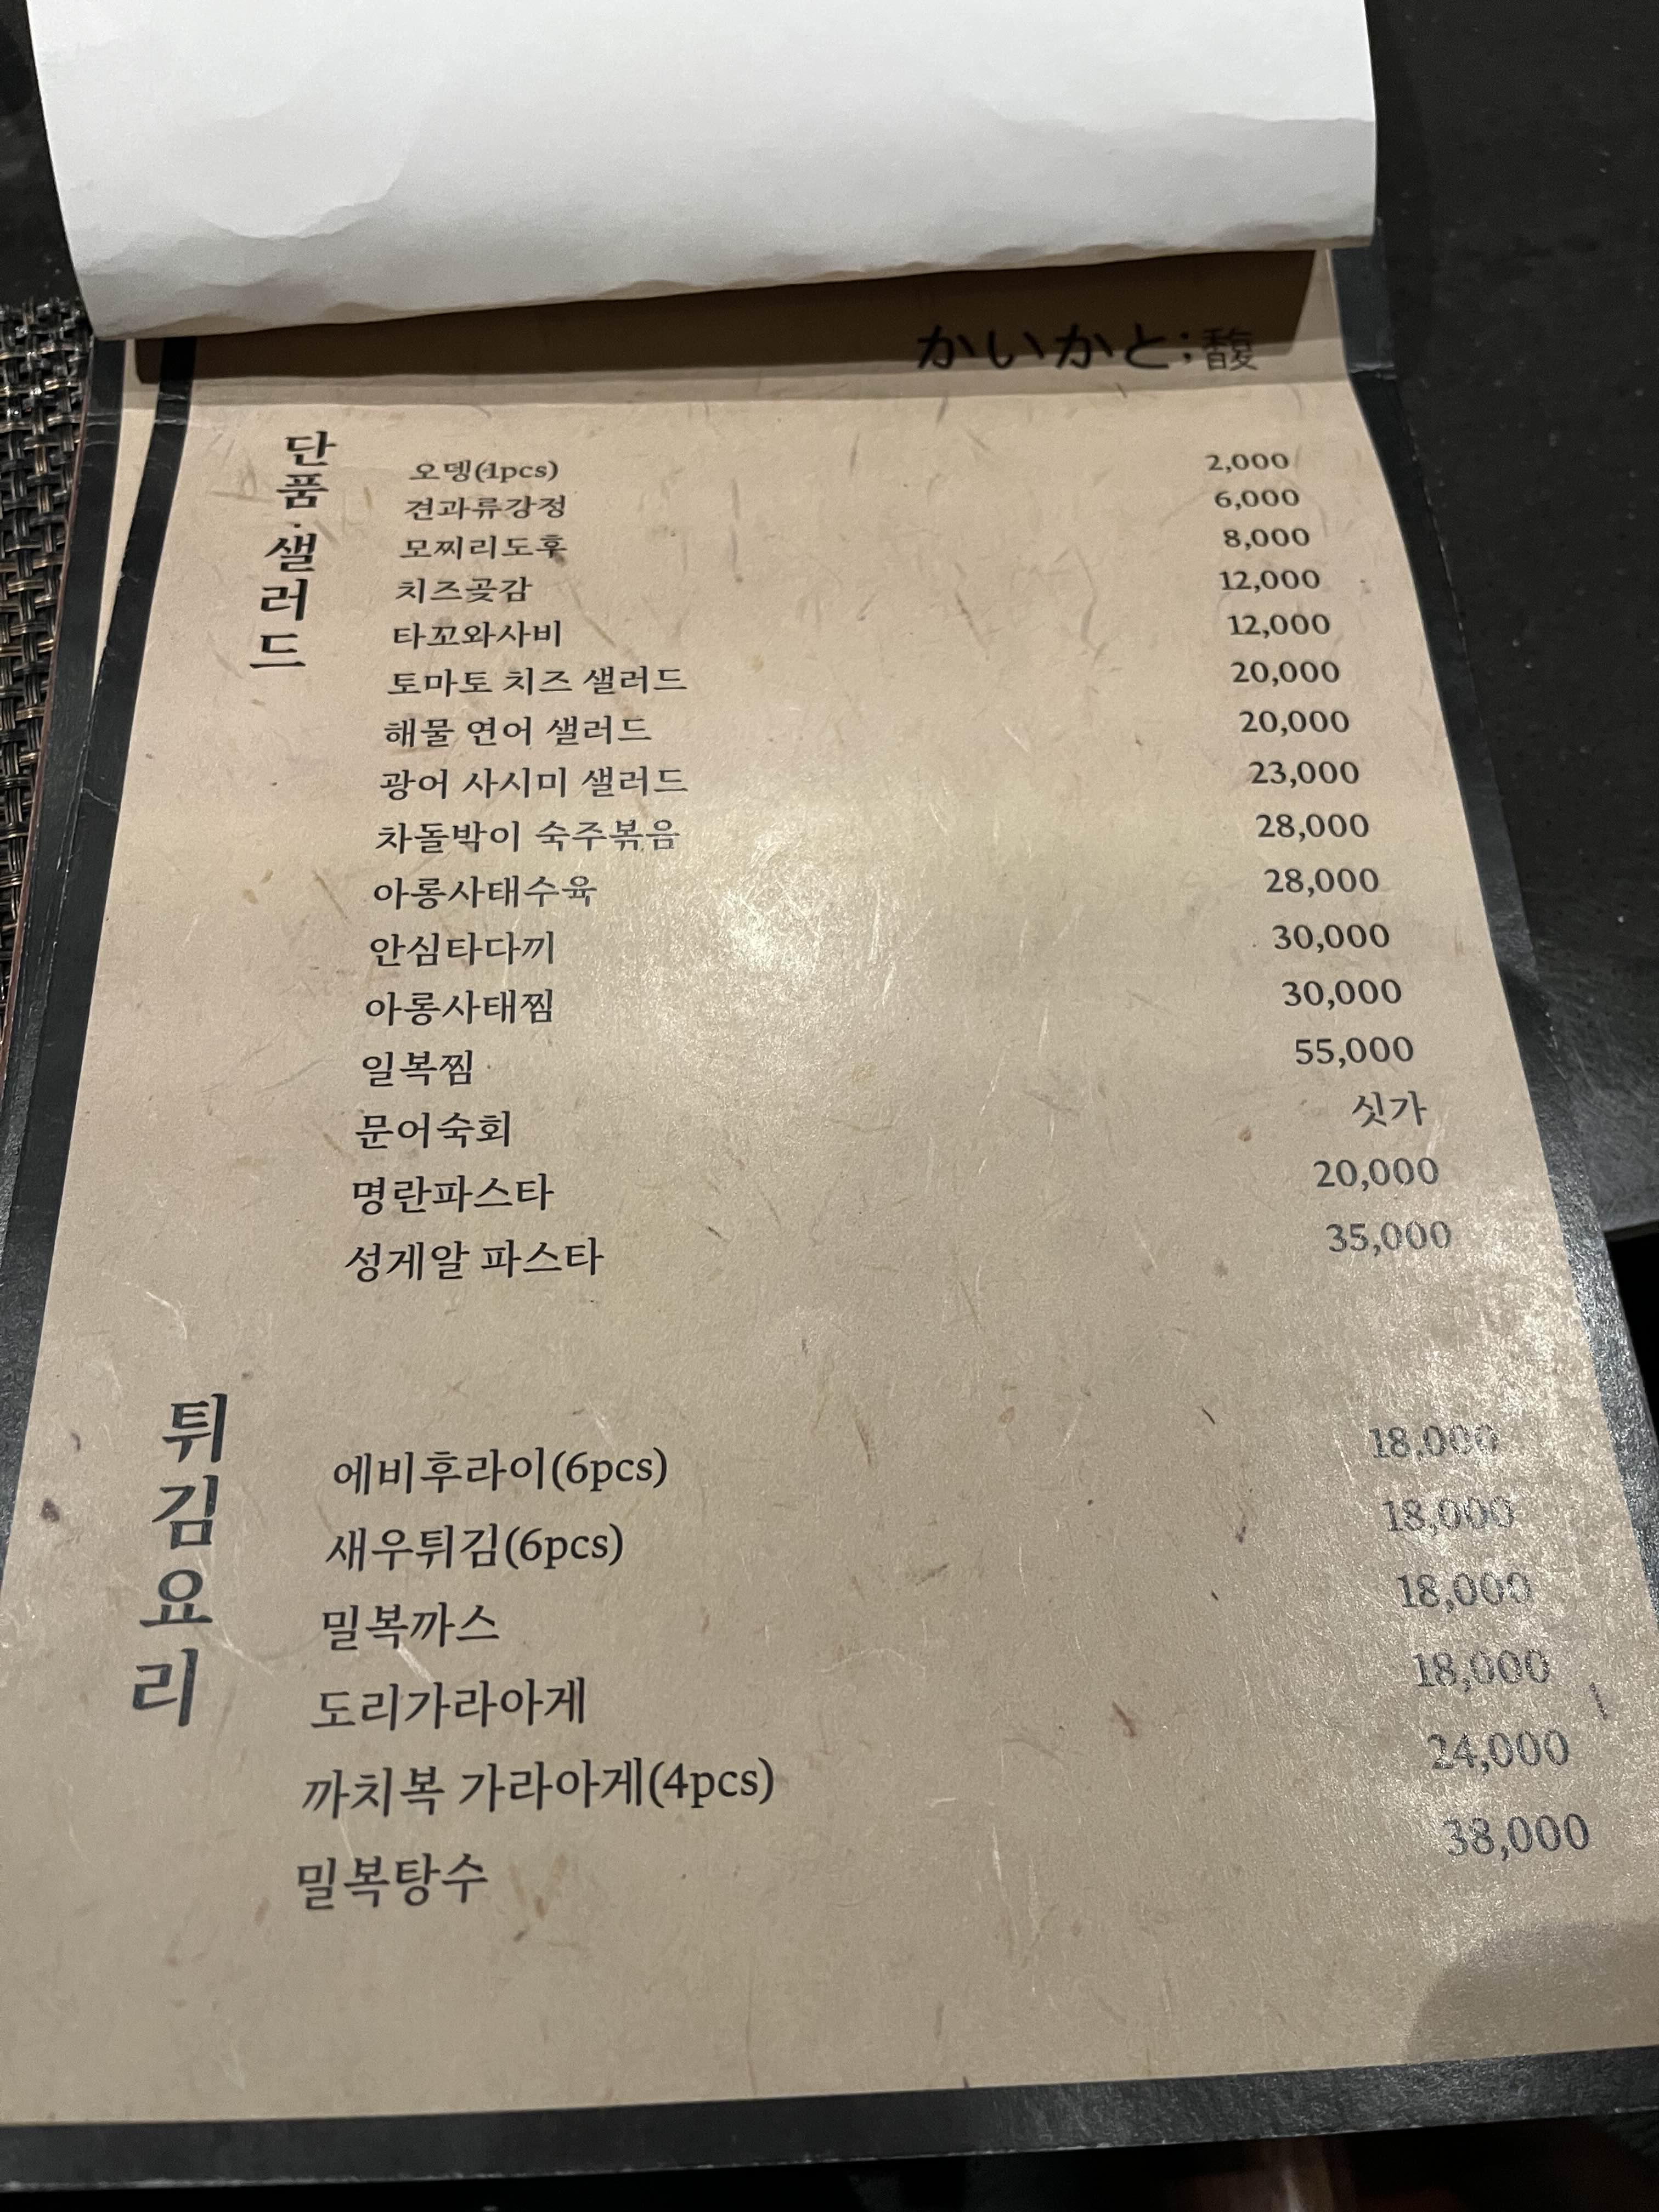 かいかと;馥
단품·샐러드
오뎅(1pcs) 2,000
견과류강정 6,000
모찌리도후 8,000
치즈곶감 12,000
타꼬와사비 12,000
토마토 치즈 샐러드 20,000
해물 연어 샐러드 20,000
광어 사시미 샐러드 23,000
차돌박이 숙주볶음 28,000
아롱사태수육 28,000
안심타다끼 30,000
아롱사태찜 30,000
일복찜 55,000
문어숙회 싯가
명란파스타 20,000
성게알 파스타 35,000
튀김요리
에비후라이(6pcs) 18,000
새우튀김(6pcs) 18,000
밀복까스 18,000
도리가라아게 18,000
까치복 가라아게(4pcs) 24,000
밀복탕수 38,000